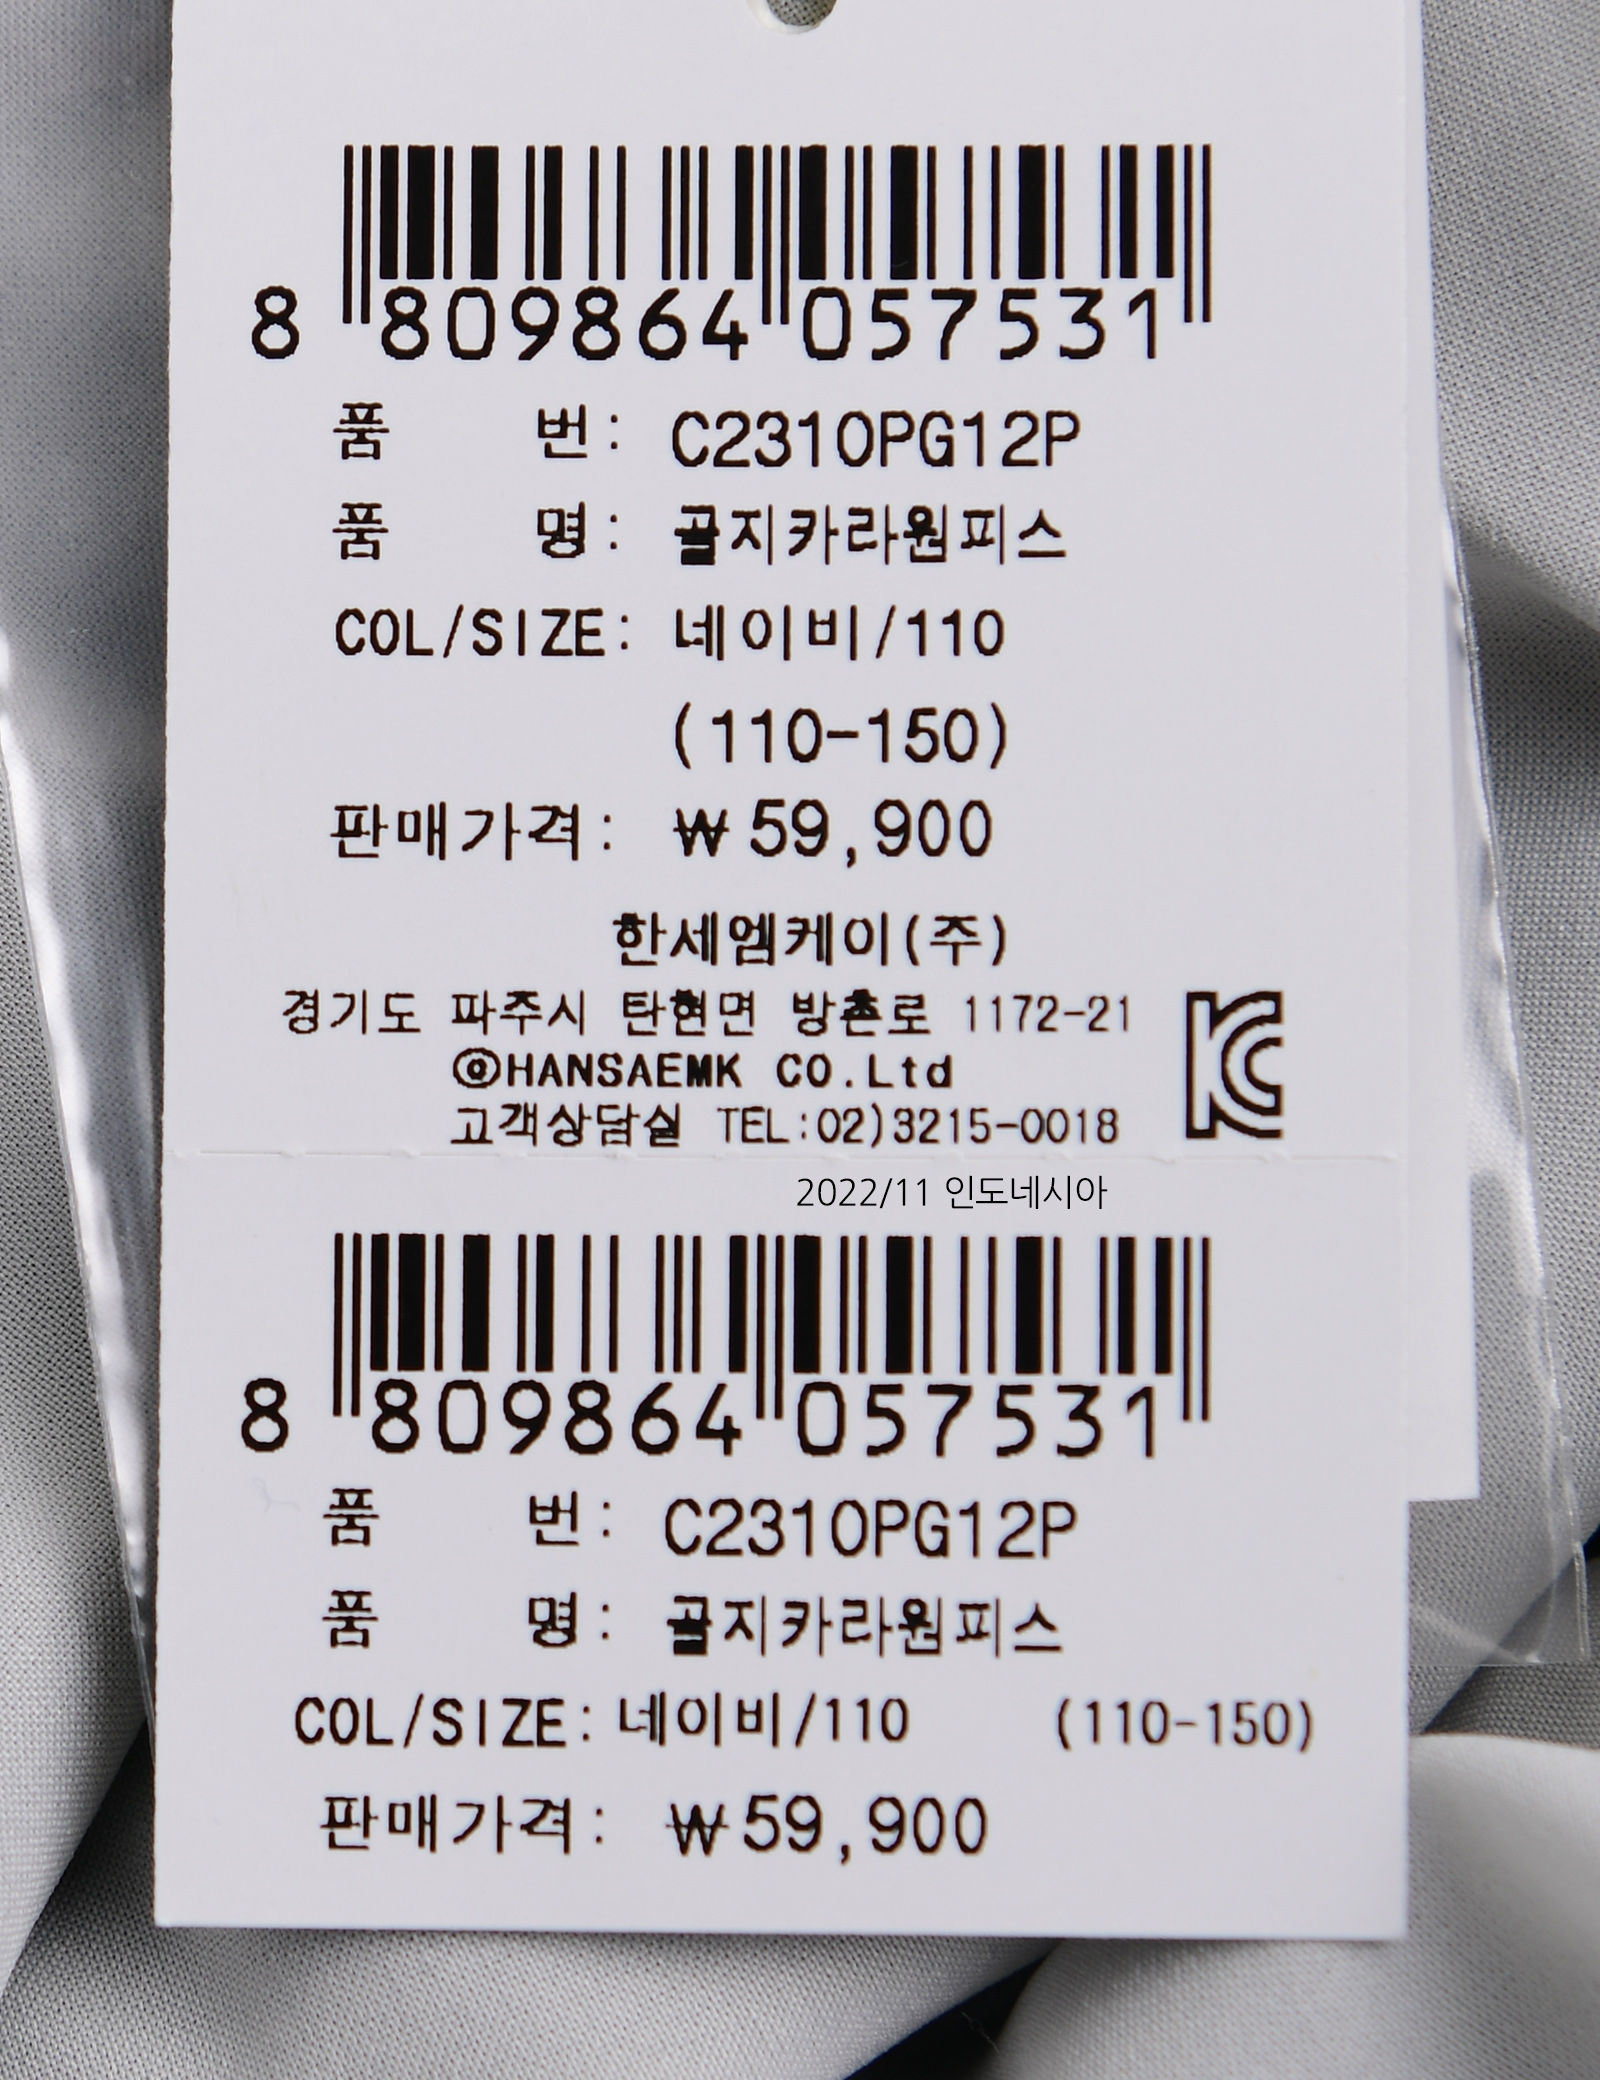 8 809864 057531
품 번: C2310PG12P
품 명: 골지카라원피스
COL/SIZE: 네이비/110
(110-150)
판매가격: ₩59,900
한세엠케이(주)
경기도 파주시 탄현면 방촌로 1172-21
@HANSAEMK CO.Ltd
고객상담실 TEL:02)3215-0018
KC
2022/11 인도네시아
8 809864 057531
품 번: C2310PG12P
품 명: 골지카라원피스
COL/SIZE: 네이비/110 (110-150)
판매가격: ₩59,900